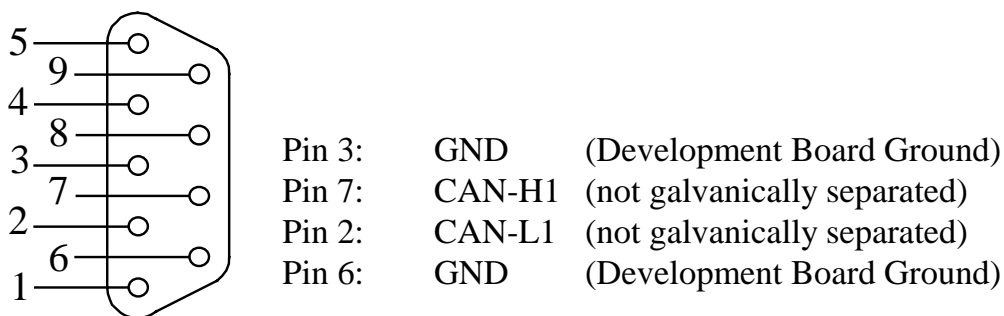 5
9
4
8
3
7
2
6
1
Pin 3: GND (Development Board Ground)
Pin 7: CAN-H1 (not galvanically separated)
Pin 2: CAN-L1 (not galvanically separated)
Pin 6: GND (Development Board Ground)